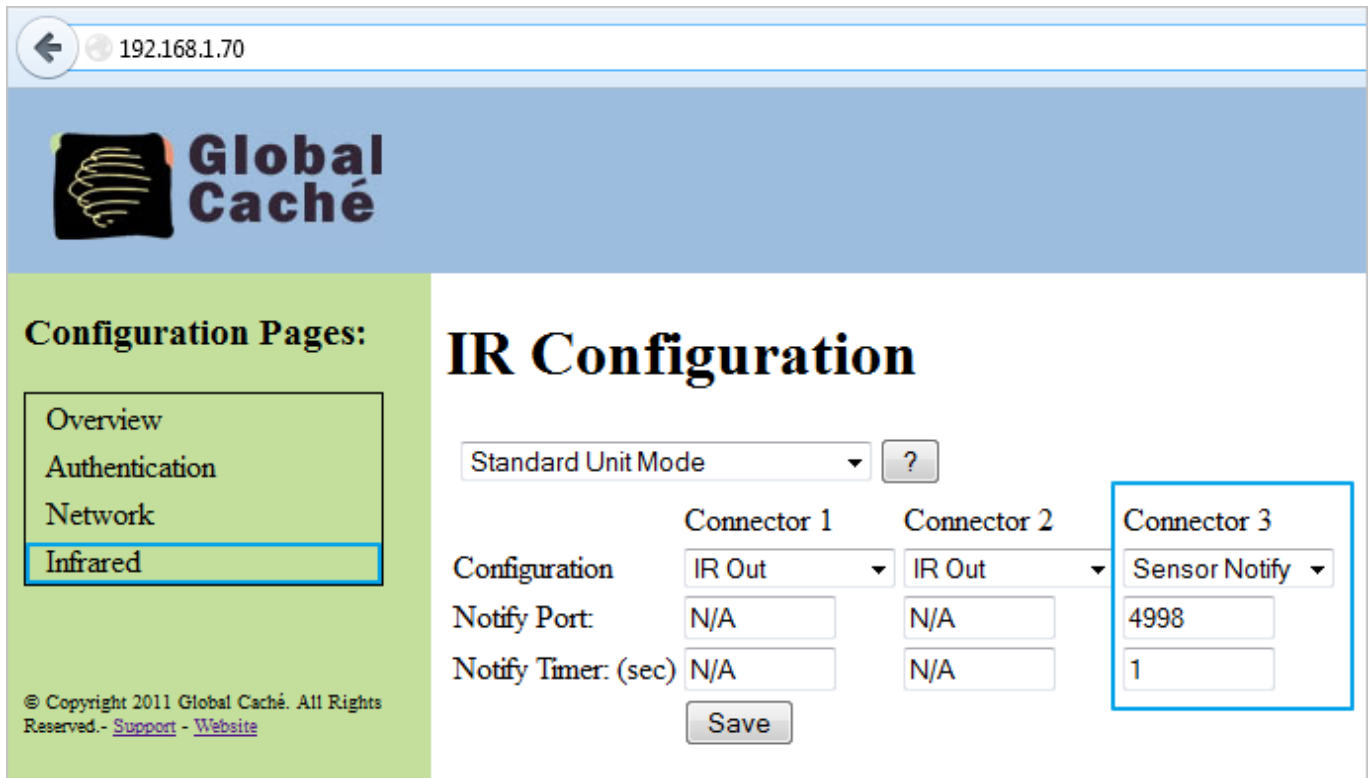 192.168.1.70
Global
Caché
Configuration Pages:
Overview
Authentication
Network
Infrared
© Copyright 2011 Global Caché. All Rights
Reserved.- Support - Website
IR Configuration
Standard Unit Mode ?
Connector 1 Connector 2 Connector 3
Configuration IR Out IR Out Sensor Notify
Notify Port: N/A N/A 4998
Notify Timer: (sec) N/A N/A 1
Save